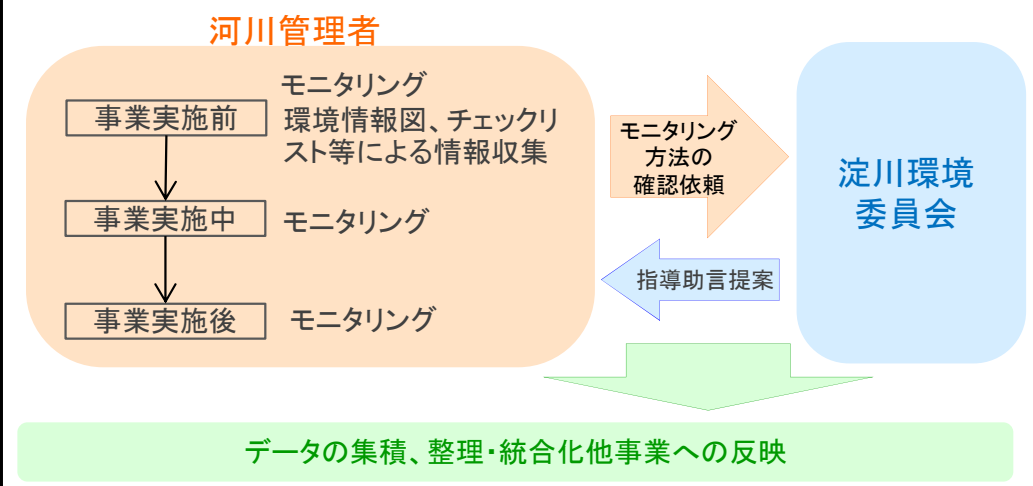 河川管理者
モニタリング
事業実施前
環境情報図、チェックリ
スト等による情報収集
事業実施中
モニタリング
事業実施後
モニタリング
モニタリング
方法の
確認依頼
指導助言提案
淀川環境
委員会
データの集積、整理・統合化他事業への反映